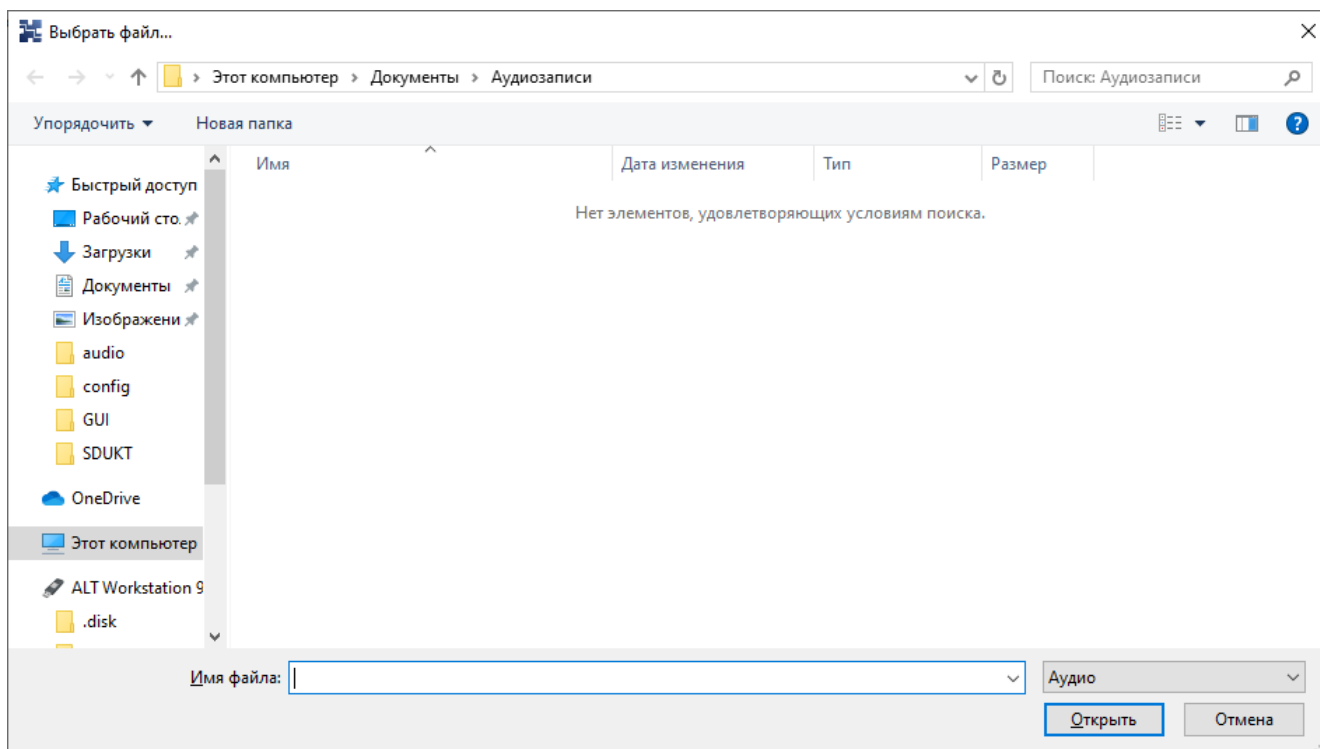 Выбрать файл...
Этот компьютер > Документы > Аудиозаписи
Поиск: Аудиозаписи
Упорядочить
Новая папка
Имя
Дата изменения
Тип
Размер
Нет элементов, удовлетворяющих условиям поиска.
Быстрый доступ
Рабочий сто.
Загрузки
Документы
Изображени
audio
config
GUI
SDUKT
OneDrive
Этот компьютер
ALT Workstation 9
.disk
Имя файла:
Аудио
Открыть
Отмена